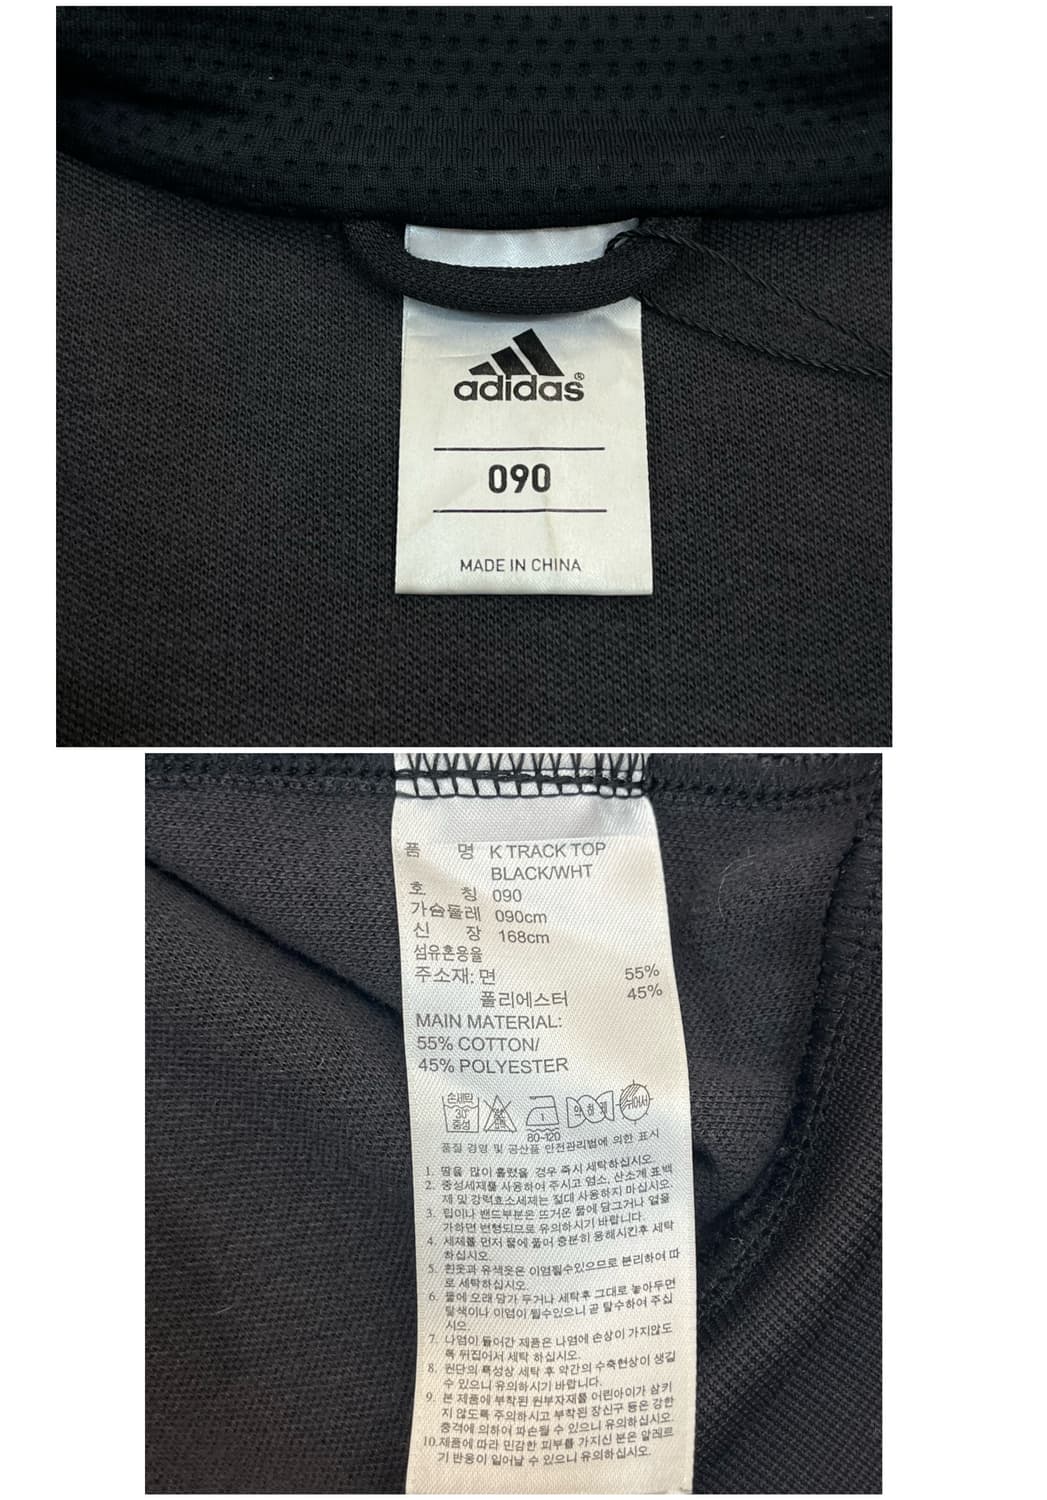 adidas®
090
MADE IN CHINA
품 명 K TRACK TOP
BLACK/WHT
호 칭 090
가슴둘레 090cm
신 장 168cm
섬유혼용율
주소재: 면 55%
폴리에스터 45%
MAIN MATERIAL:
55% COTTON/
45% POLYESTER
손세탁
30°
중성
80~120
뉘어서
품질 경영 및 공산품 안전관리법에 의한 표시
1. 땀을 많이 흘렸을 경우 즉시 세탁하십시오.
2. 중성세제를 사용하여 주시고 염소, 산소계 표백
제 및 강력효소세제는 절대 사용하지 마십시오.
3. 립이나 밴드부분은 뜨거운 물에 담그거나 열을
가하면 변형되므로 유의하시기 바랍니다.
4. 세제를 먼저 물에 풀어 충분히 용해시킨후 세탁
하십시오.
5. 흰옷과 유색옷은 이염될수있으므로 분리하여 따
로 세탁하십시오.
6. 물에 오래 담가 두거나 세탁후 그대로 놓아두면
탈색이나 이염이 될수있으니 곧 탈수하여 주십
시오.
7. 나염이 들어간 제품은 나염에 손상이 가지않도
록 뒤집어서 세탁 하십시오.
8. 원단의 특성상 세탁 후 약간의 수축현상이 생길
수 있으니 유의하시기 바랍니다.
9. 본 제품에 부착된 원부자재를 어린아이가 삼키
지 않도록 주의하시고 부착된 장신구 등은 강한
충격에 의하여 파손될 수 있으니 유의하십시오.
10.제품에 따라 민감한 피부를 가지신 분은 알레르
기 반응이 일어날 수 있으니 유의하십시오.